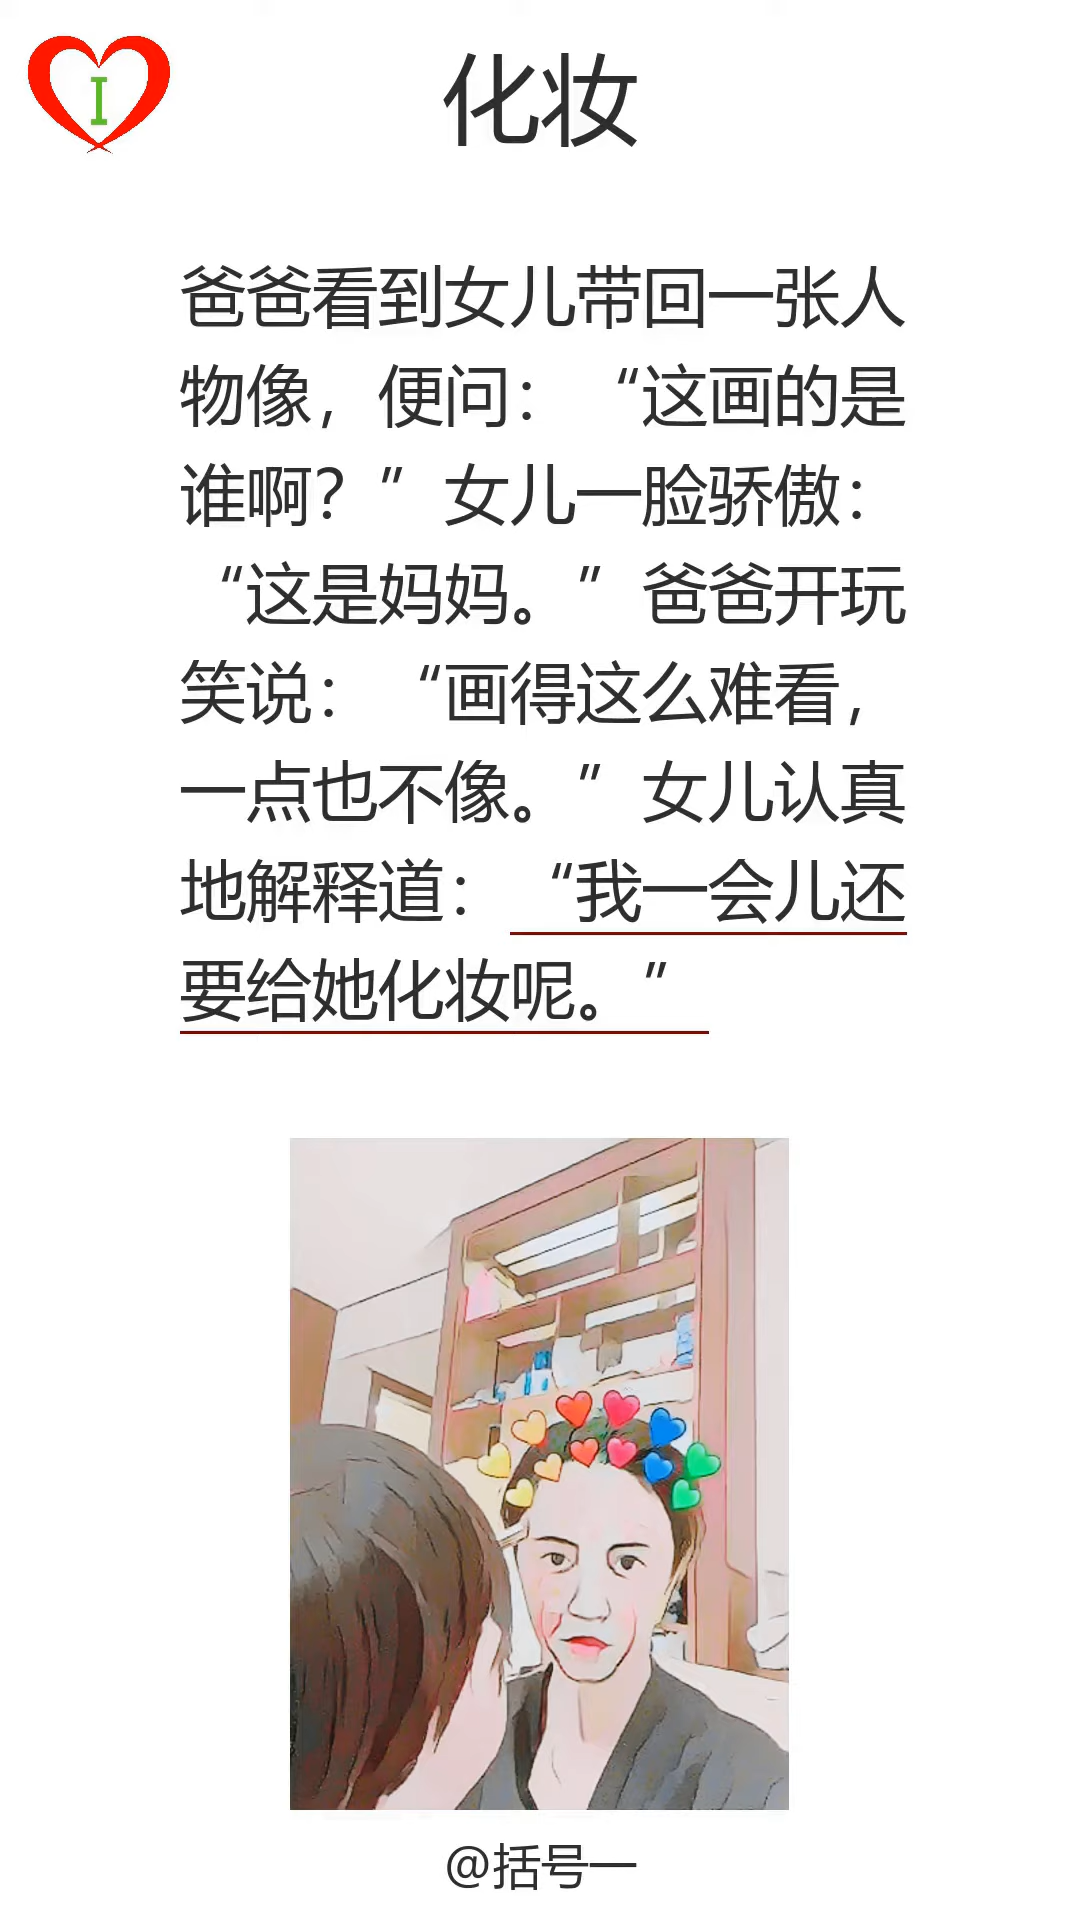 I
化妆
爸爸看到女儿带回一张人
物像，便问：“这画的是
谁啊？”女儿一脸骄傲：
“这是妈妈。”爸爸开玩
笑说：“画得这么难看，
一点也不像。”女儿认真
地解释道：“我一会儿还
要给她化妆呢。”
@括号一